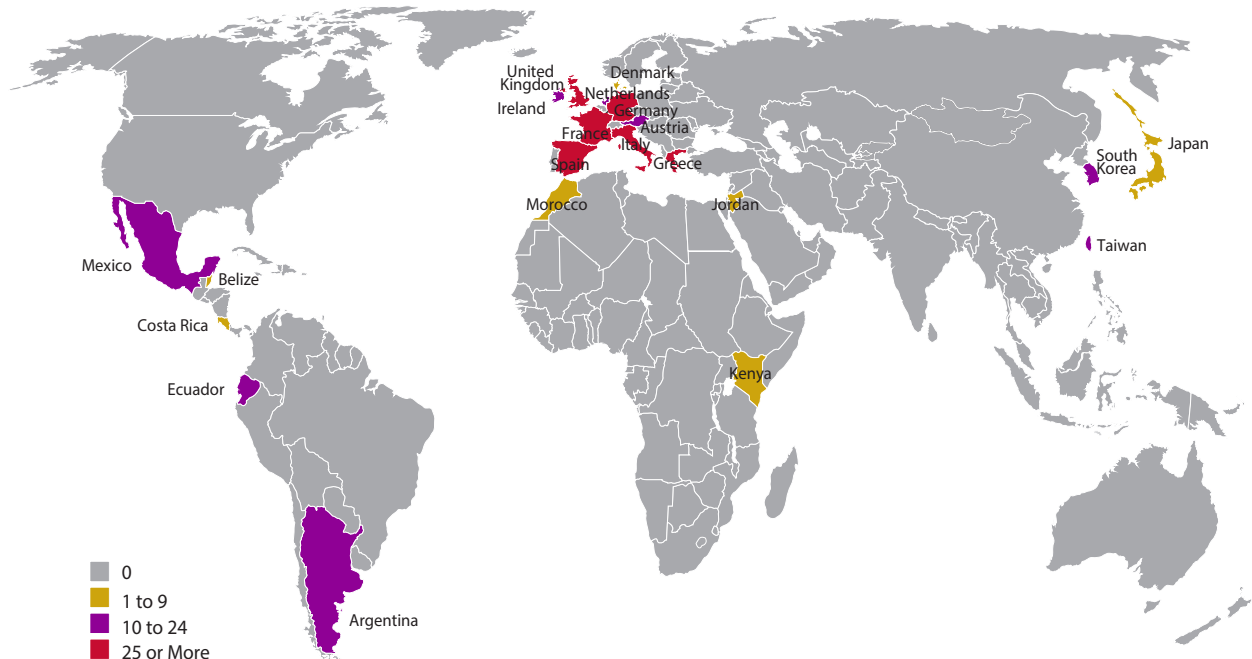 United
Kingdom
Ireland
Denmark
Netherlands
Germany
Austria
France
Italy
Spain
Greece
Morocco
Jordan
Japan
South
Korea
Taiwan
Mexico
Belize
Costa Rica
Ecuador
Kenya
Argentina
0
1 to 9
10 to 24
25 or More